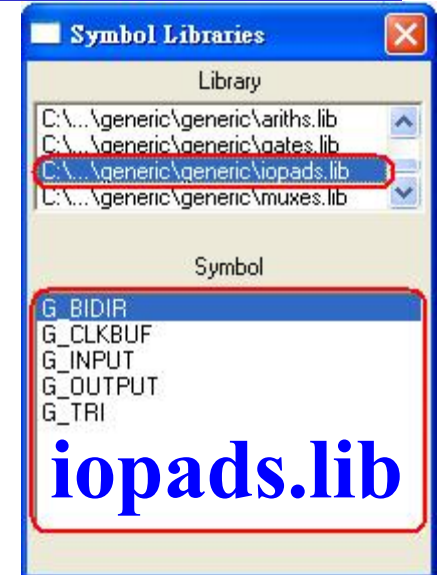 Symbol Libraries
Library
C:\...\generic\generic\ariths.lib
C:\...\generic\generic\gates.lib
C:\...\generic\generic\iopads.lib
C:\...\generic\generic\muxes.lib
Symbol
G_BIDIR
G_CLKBUF
G_INPUT
G_OUTPUT
G_TRI
iopads.lib